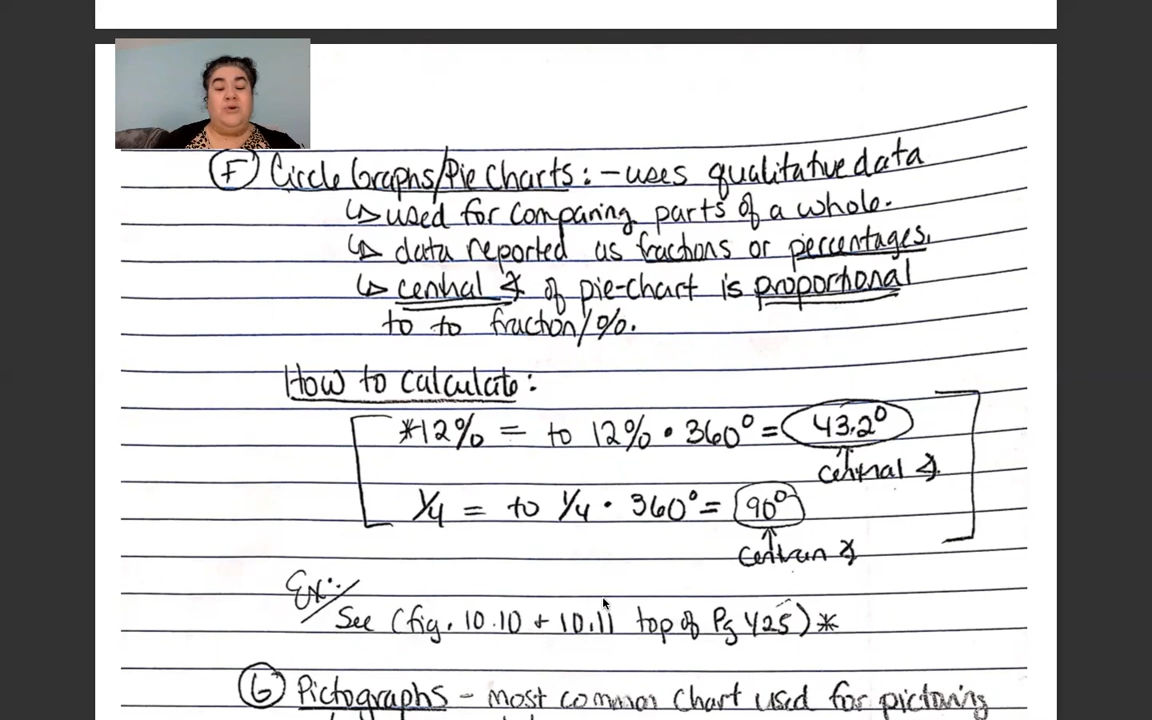 (F) Circle Graphs/Pie Charts: - uses qualitative data
↳ used for comparing parts of a whole.
↳ data reported as fractions or percentages.
↳ central ∡ of pie-chart is proportional
to to fraction/%.
How to calculate:
*12% = to 12% • 360° = 43.2°
central ∡
1/4 = to 1/4 • 360° = 90°
∡
Ex:
See (fig. 10.10 + 10.11 top of Pg 425) *
(G) Pictographs - most common chart used for picturing